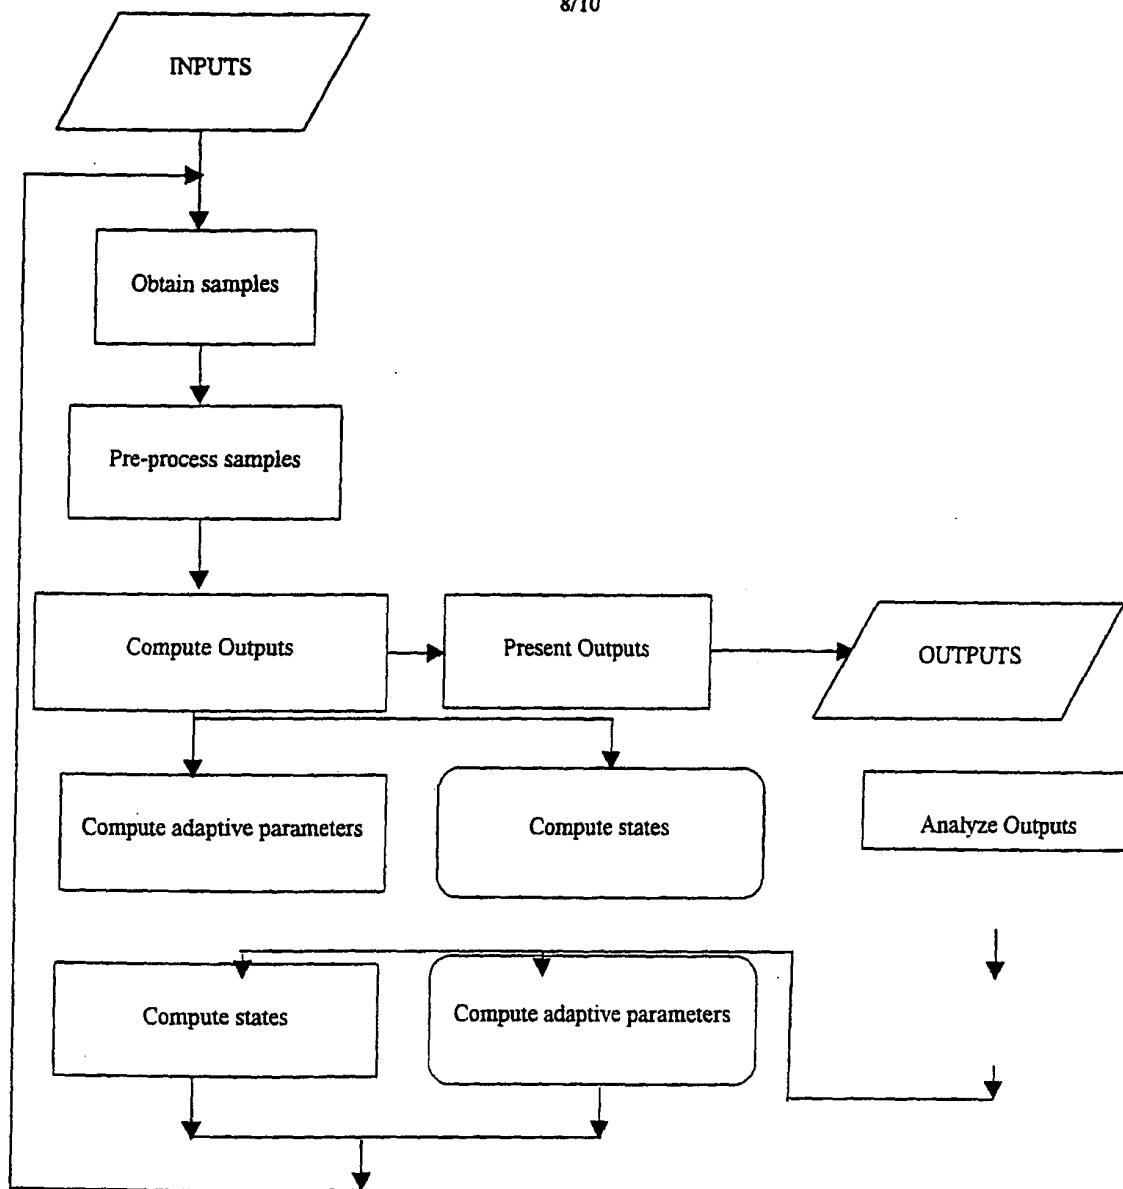 8/10
INPUTS
Obtain samples
Pre-process samples
Compute Outputs
Present Outputs
OUTPUTS
Compute adaptive parameters
Compute states
Analyze Outputs
Compute states
Compute adaptive parameters